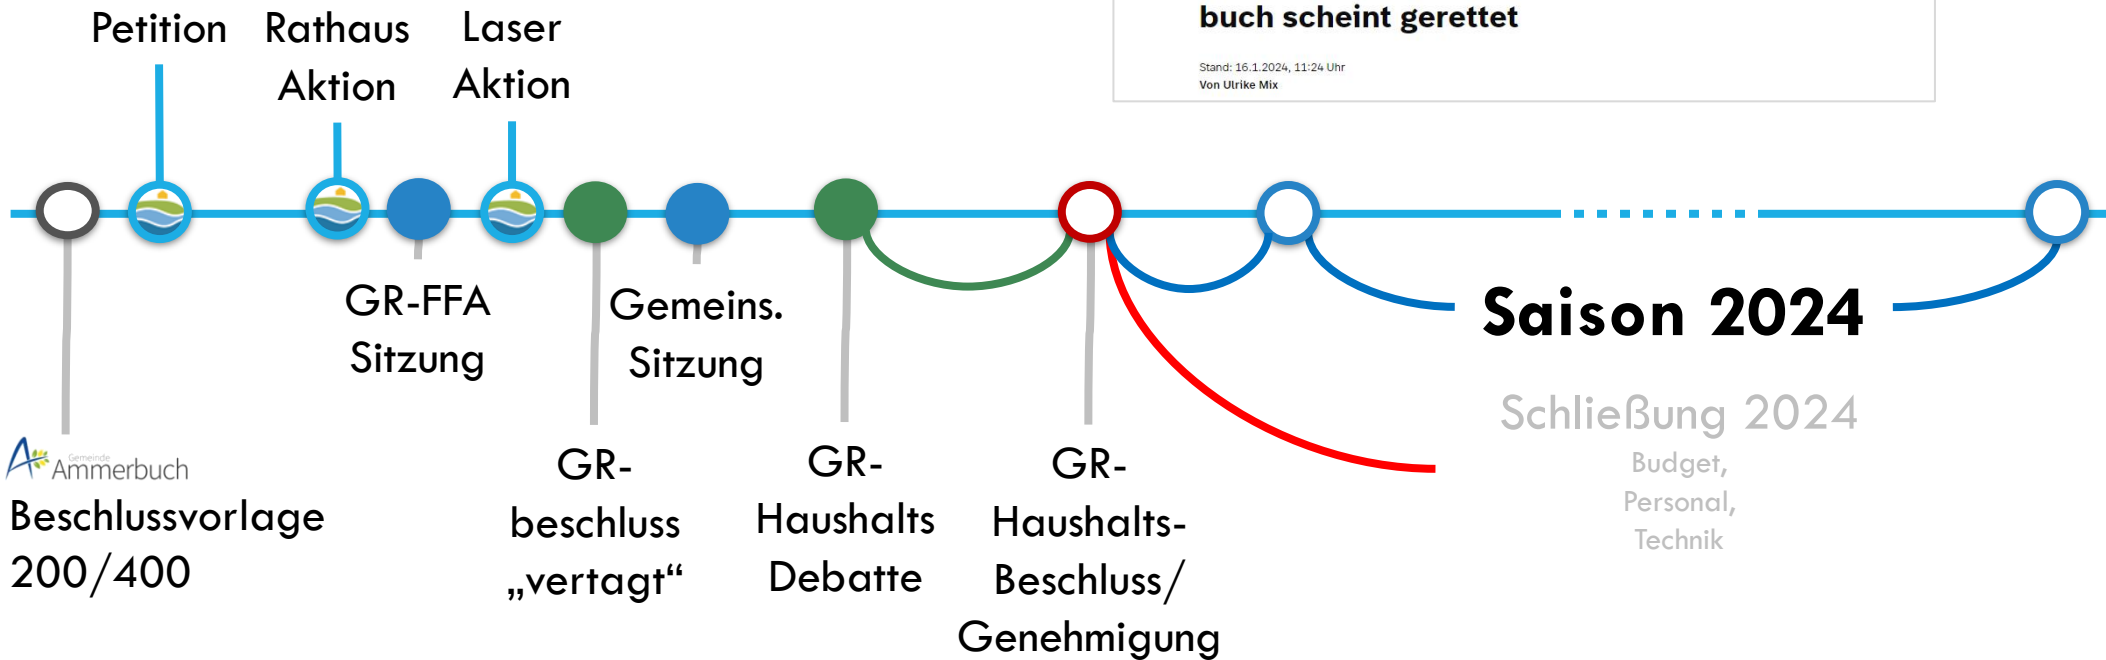 Petition
Rathaus
Aktion
Laser
Aktion
buch scheint gerettet
Stand: 16.1.2024, 11:24 Uhr
Von Ulrike Mix
GR-FFA
Sitzung
Gemeins.
Sitzung
Saison 2024
Schließung 2024
Budget,
Personal,
Technik
Gemeinde
Ammerbuch
Beschlussvorlage
200/400
GR-
beschluss
„vertagt“
GR-
Haushalts
Debatte
GR-
Haushalts-
Beschluss/
Genehmigung